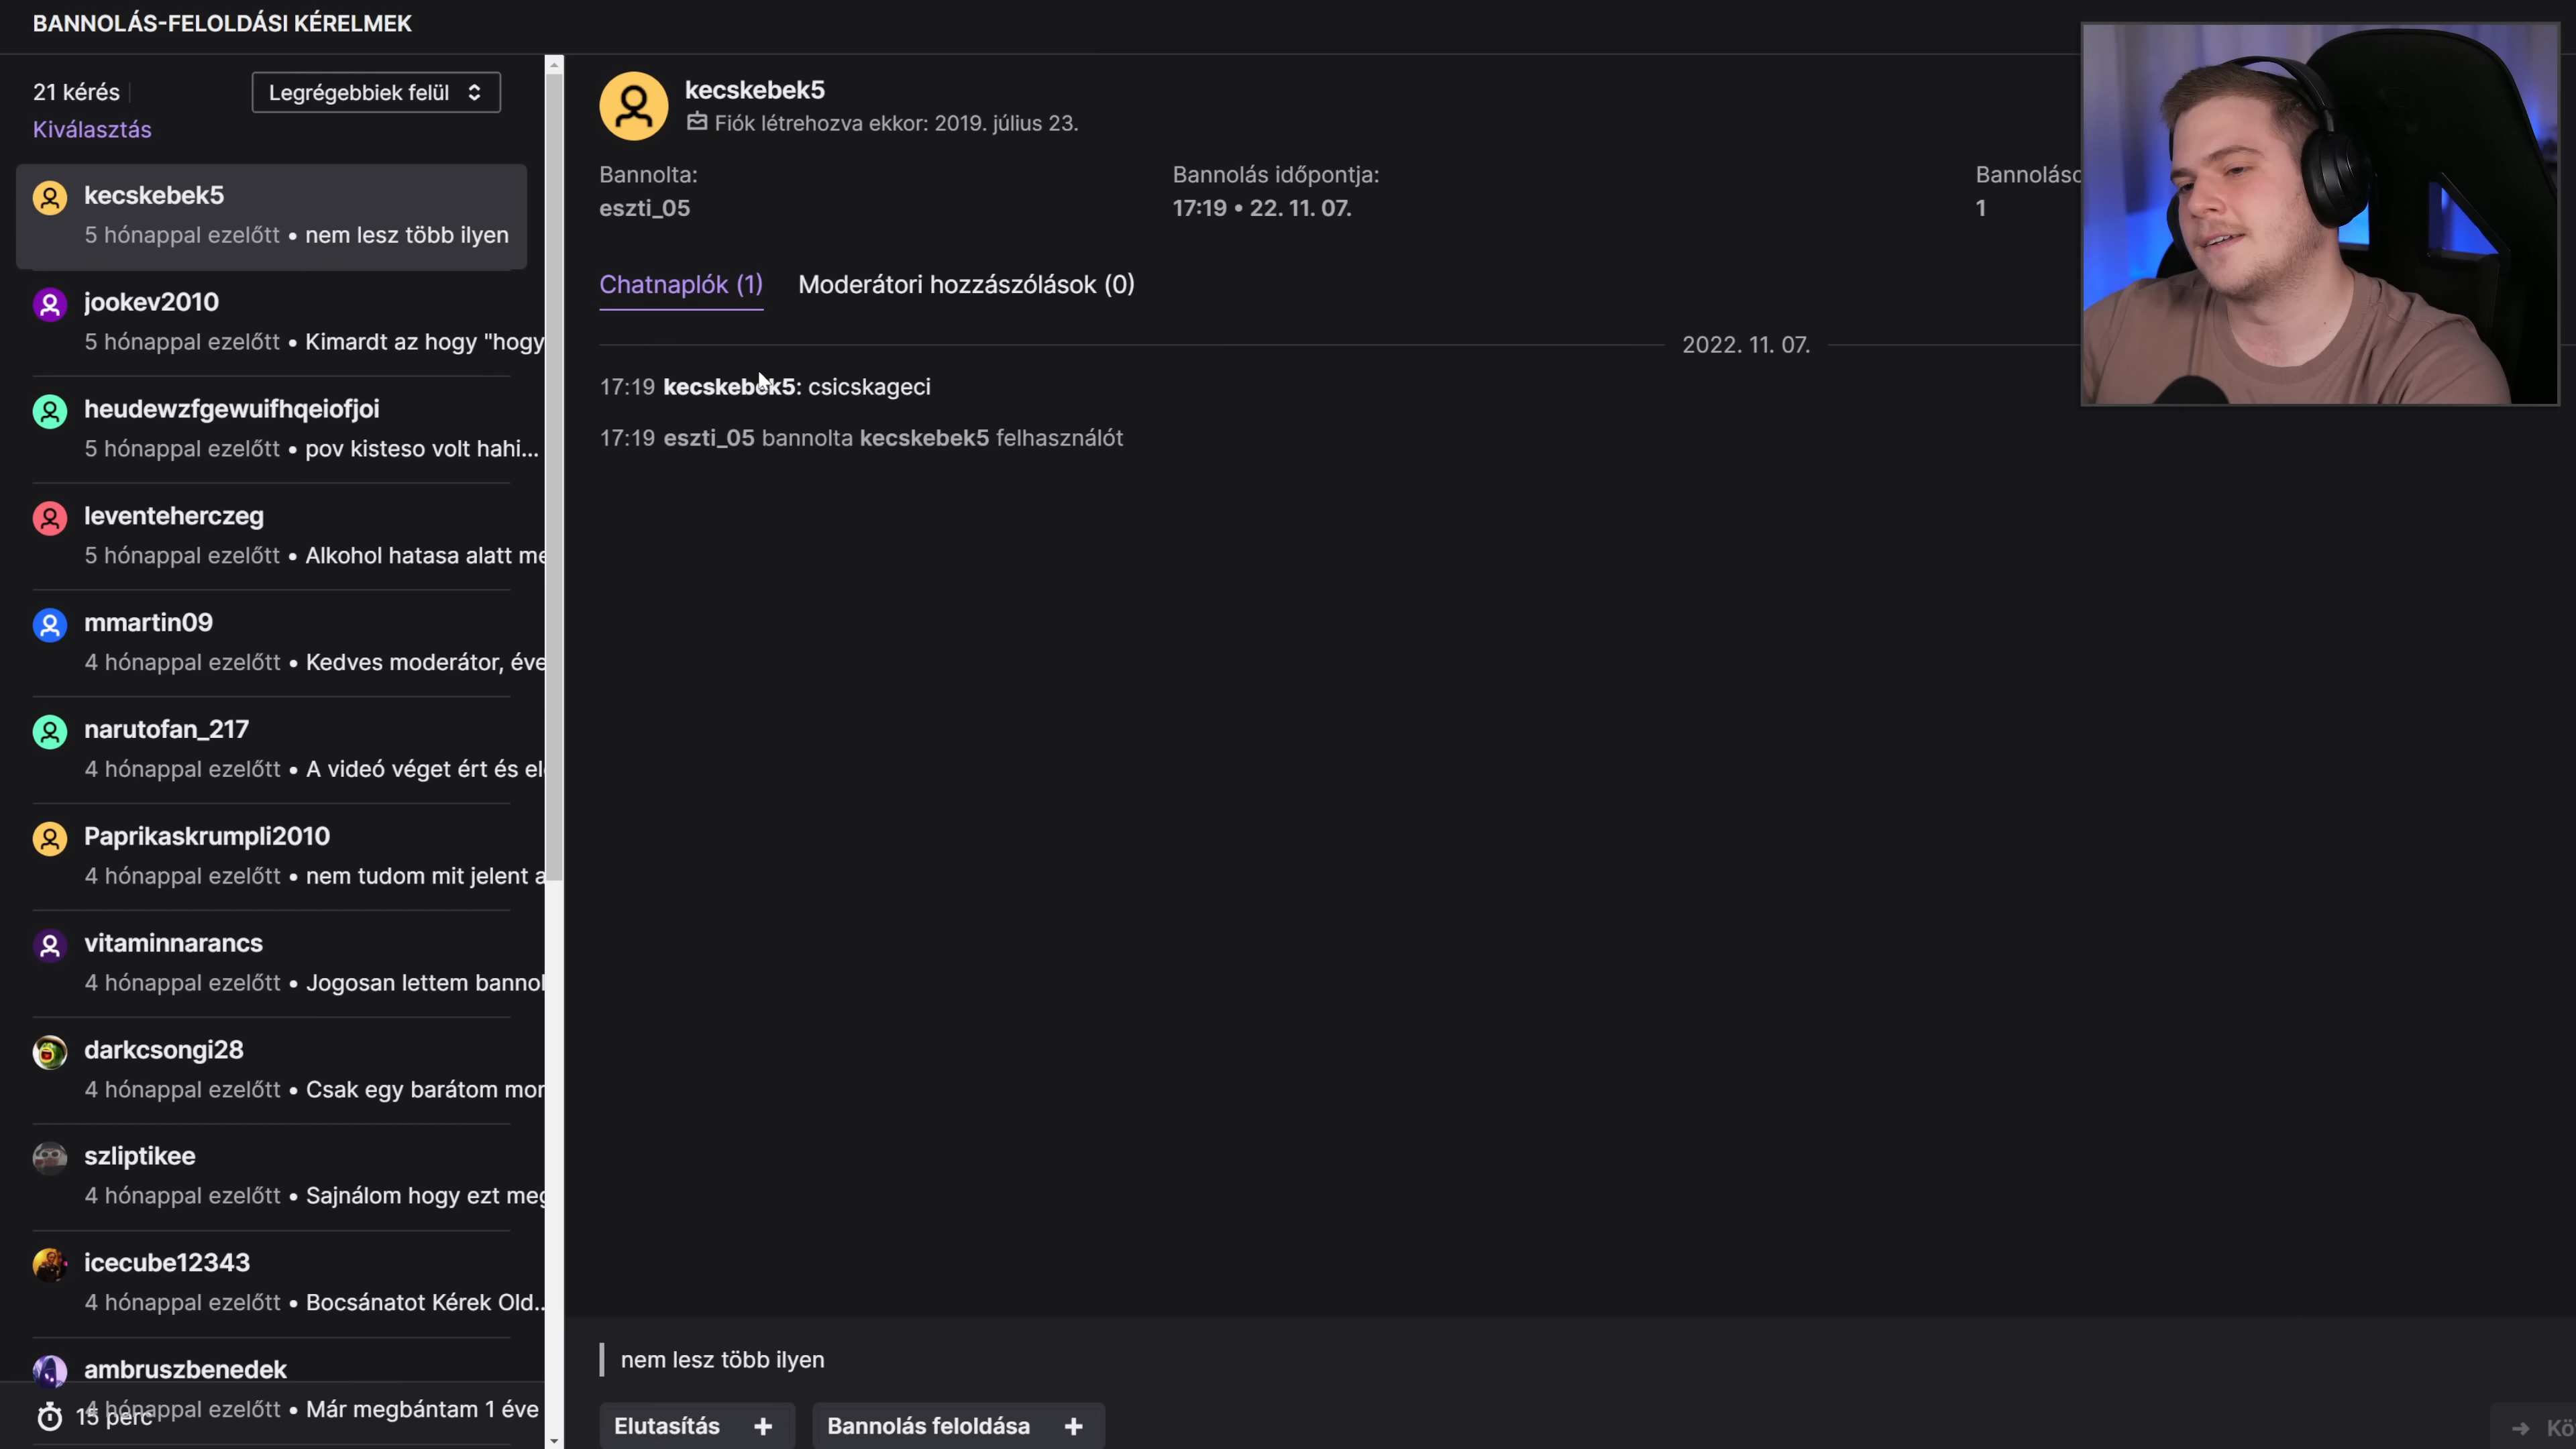 BANNOLÁS-FELOLDÁSI KÉRELMEK
21 kérés
Legrégebbiek felül
Kiválasztás
kecskebek5
5 hónappal ezelőtt • nem lesz több ilyen
jookev2010
5 hónappal ezelőtt • Kimardt az hogy "hogy
heudewzfgewuifhqeiofjoi
5 hónappal ezelőtt • pov kisteso volt hahi...
leventeherczeg
5 hónappal ezelőtt • Alkohol hatasa alatt me
mmartin09
4 hónappal ezelőtt • Kedves moderátor, éve
narutofan_217
4 hónappal ezelőtt • A videó véget ért és el
Paprikaskrumpli2010
4 hónappal ezelőtt • nem tudom mit jelent a
vitaminnarancs
4 hónappal ezelőtt • Jogosan lettem bannol
darkcsongi28
4 hónappal ezelőtt • Csak egy barátom mor
szliptikee
4 hónappal ezelőtt • Sajnálom hogy ezt meg
icecube12343
4 hónappal ezelőtt • Bocsánatot Kérek Old...
ambruszbenedek
4 hónappal ezelőtt • Már megbántam 1 éve
15 perc
kecskebek5
Fiók létrehozva ekkor: 2019. július 23.
Bannolta:
eszti_05
Bannolás időpontja:
17:19 • 22. 11. 07.
1
Chatnaplók (1)
Moderátori hozzászólások (0)
2022. 11. 07.
17:19 kecskebek5: csicskageci
17:19 eszti_05 bannolta kecskebek5 felhasználót
nem lesz több ilyen
Elutasítás +
Bannolás feloldása +